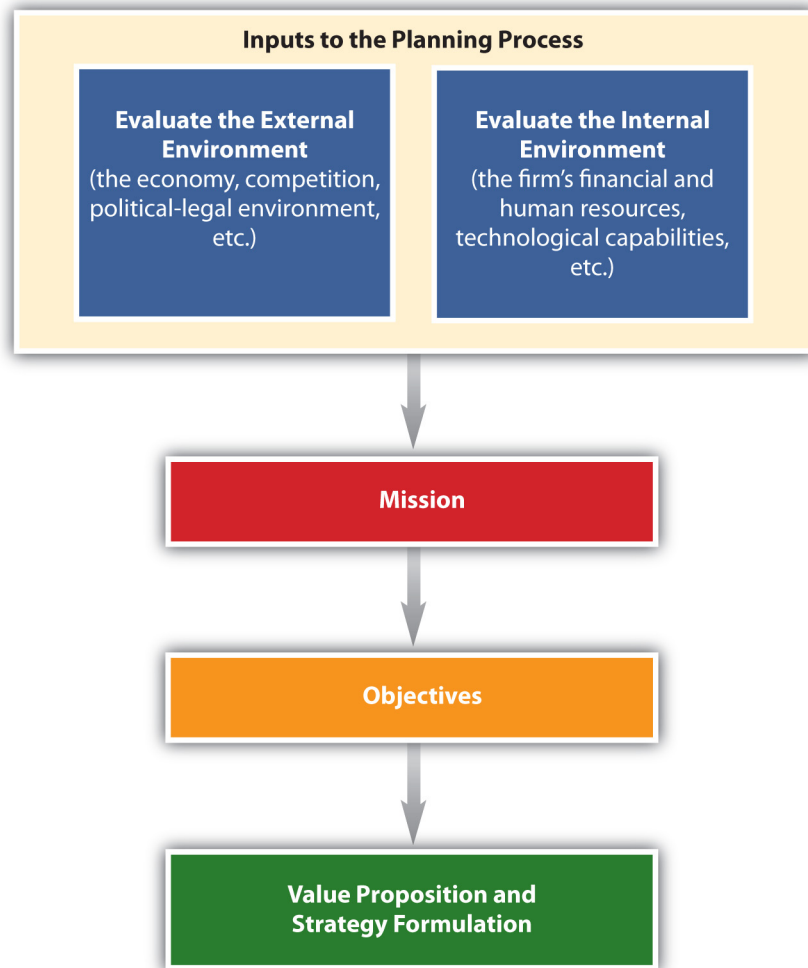 Inputs to the Planning Process
Evaluate the External
Environment
(the economy, competition,
political-legal environment,
etc.)
Evaluate the Internal
Environment
(the firm’s financial and
human resources,
technological capabilities,
etc.)
Mission
Objectives
Value Proposition and
Strategy Formulation